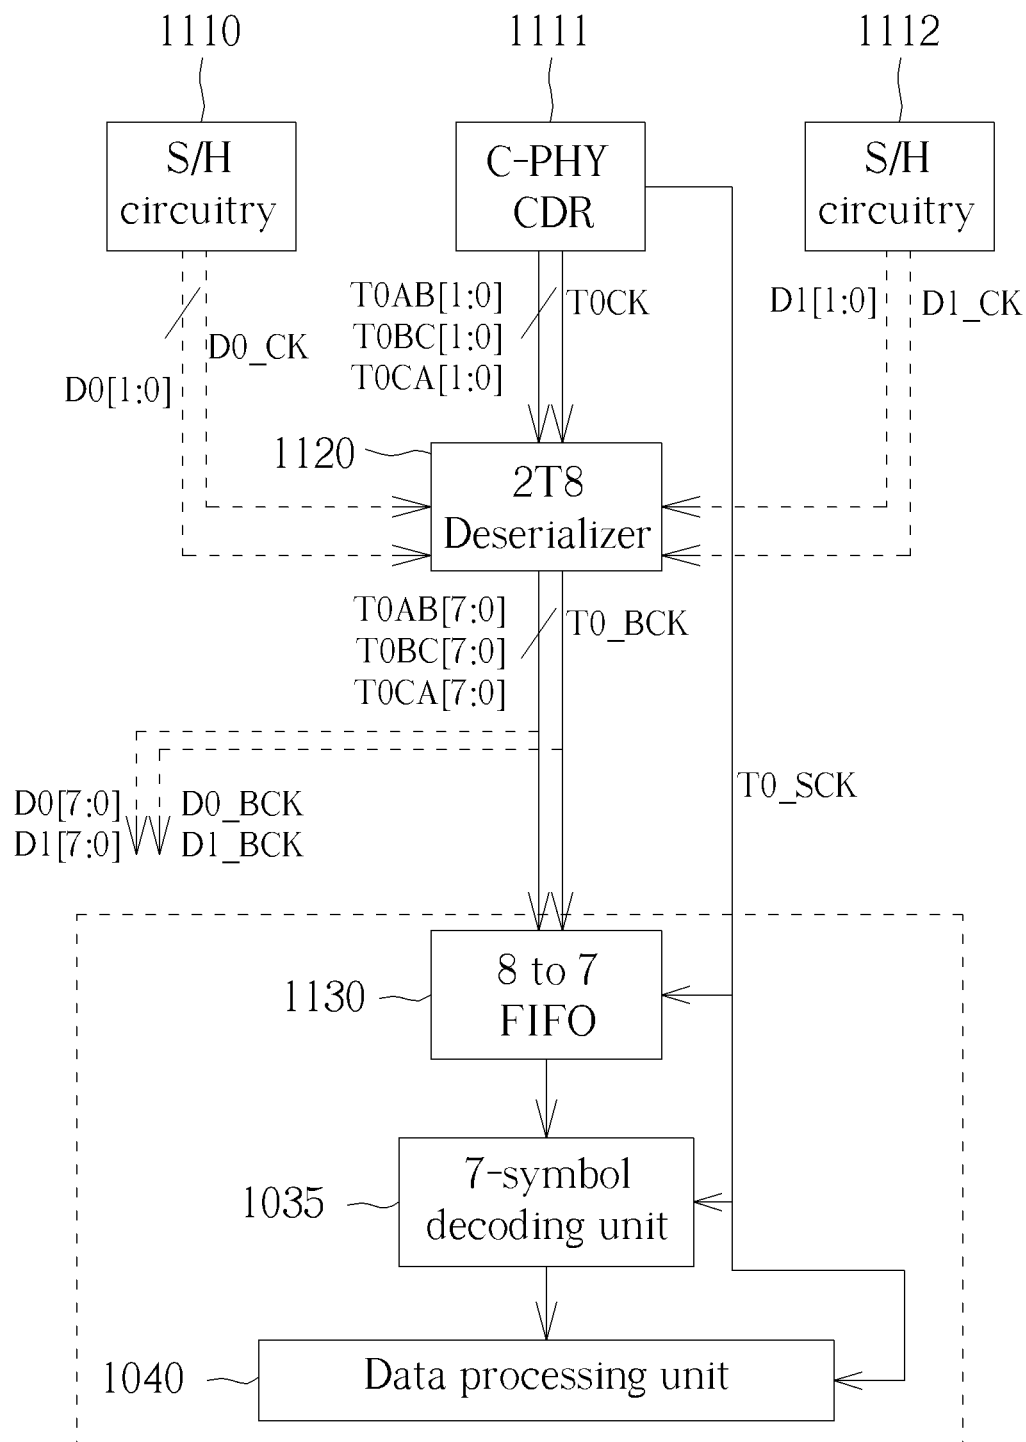 1110
1111
1112
S/H
circuitry
C-PHY
CDR
S/H
circuitry
D0[1:0]
D0_CK
T0AB[1:0]
T0BC[1:0]
T0CA[1:0]
T0CK
D1[1:0]
D1_CK
1120
2T8
Deserializer
T0AB[7:0]
T0BC[7:0]
T0CA[7:0]
T0_BCK
D0[7:0]
D1[7:0]
D0_BCK
D1_BCK
T0_SCK
1130
8 to 7
FIFO
1035
7-symbol
decoding unit
1040
Data processing unit